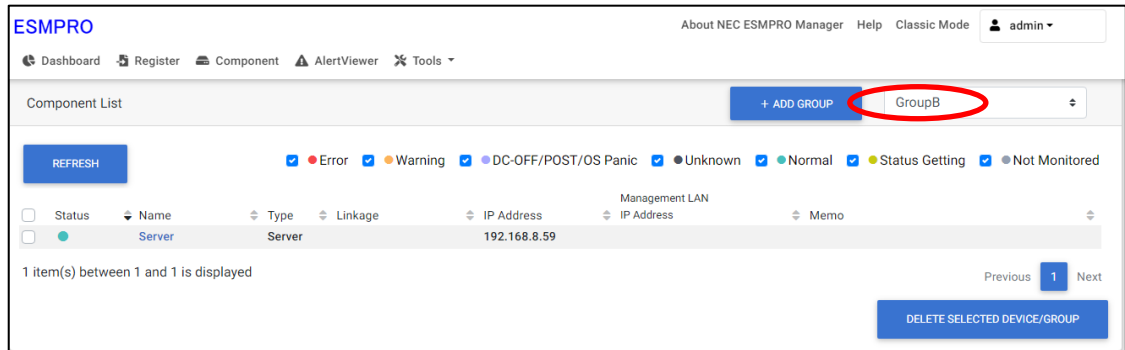 ESMPRO
About NEC ESMPRO Manager Help Classic Mode admin
Dashboard Register Component AlertViewer Tools
Component List + ADD GROUP GroupB
REFRESH Error Warning DC-OFF/POST/OS Panic Unknown Normal Status Getting Not Monitored
Status Name Type Linkage IP Address Management LAN IP Address Memo
Server Server 192.168.8.59
1 item(s) between 1 and 1 is displayed
Previous 1 Next
DELETE SELECTED DEVICE/GROUP